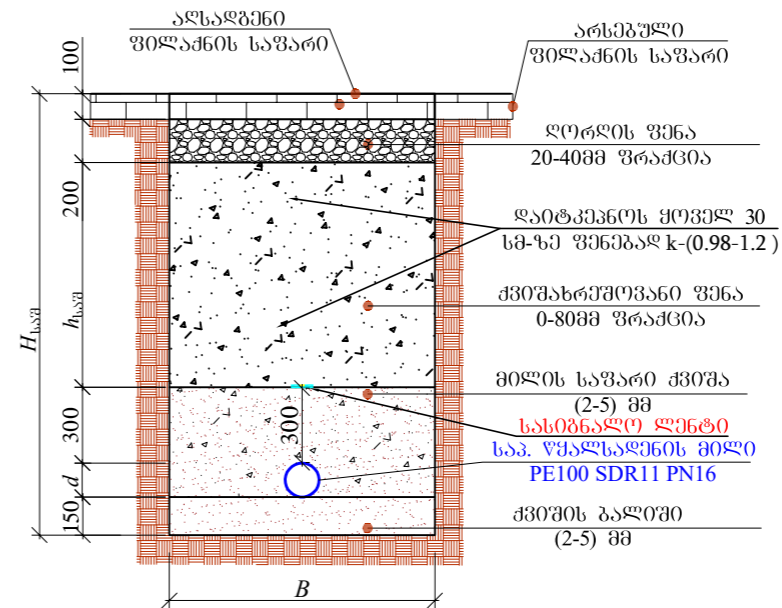 აღსადგენი
ფილაქნის საფარი
არსებული
ფილაქნის საფარი
ღორღის ფენა
20-40მმ ფრაქცია
დაიტკეპნოს ყოველ 30
სმ-ზე ფენებად k-(0.98-1.2 )
ქვიშახრეშოვანი ფენა
0-80მმ ფრაქცია
მილის საფარი ქვიშა
(2-5) მმ
სასიგნალო ლენტი
საპ. წყალსადენის მილი
PE100 SDR11 PN16
ქვიშის ბალიში
(2-5) მმ
100
200
hსაშ
Hსაშ
300
300
d
150
B